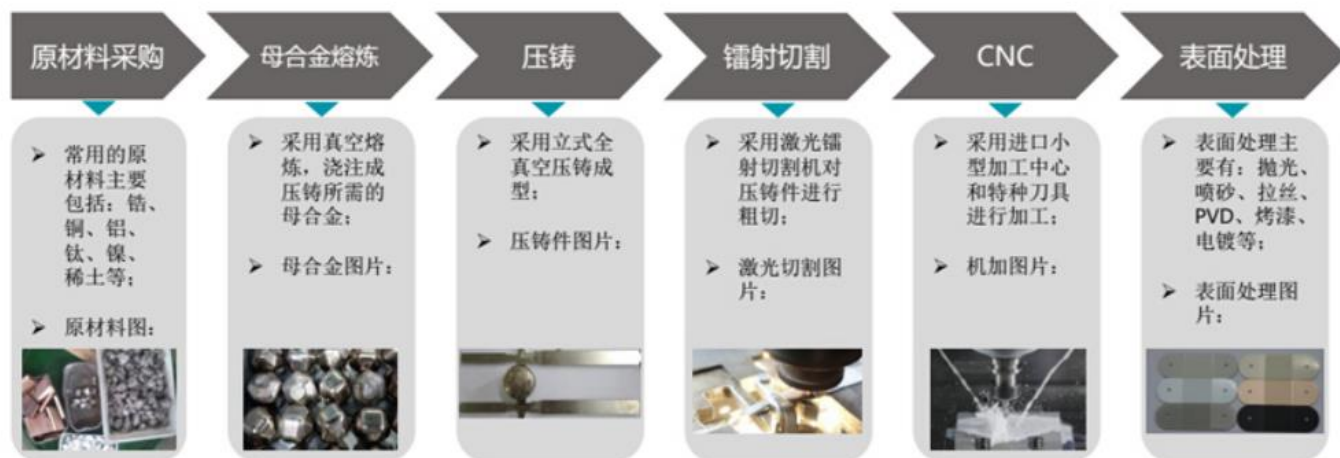 原材料采购
母合金熔炼
压铸
镭射切割
CNC
表面处理
➢ 常用的原
材料主要
包括：锆、
铜、铝、
钛、镍、
稀土等；
➢ 原材料图：
➢ 采用真空熔
炼，浇注成
压铸所需的
母合金；
➢ 母合金图片：
➢ 采用立式全
真空压铸成
型；
➢ 压铸件图片：
➢ 采用激光镭
射切割机对
压铸件进行
粗切；
➢ 激光切割图
片：
➢ 采用进口小
型加工中心
和特种刀具
进行加工；
➢ 机加图片：
➢ 表面处理主
要有：抛光、
喷砂、拉丝、
PVD、烤漆、
电镀等；
➢ 表面处理图
片：